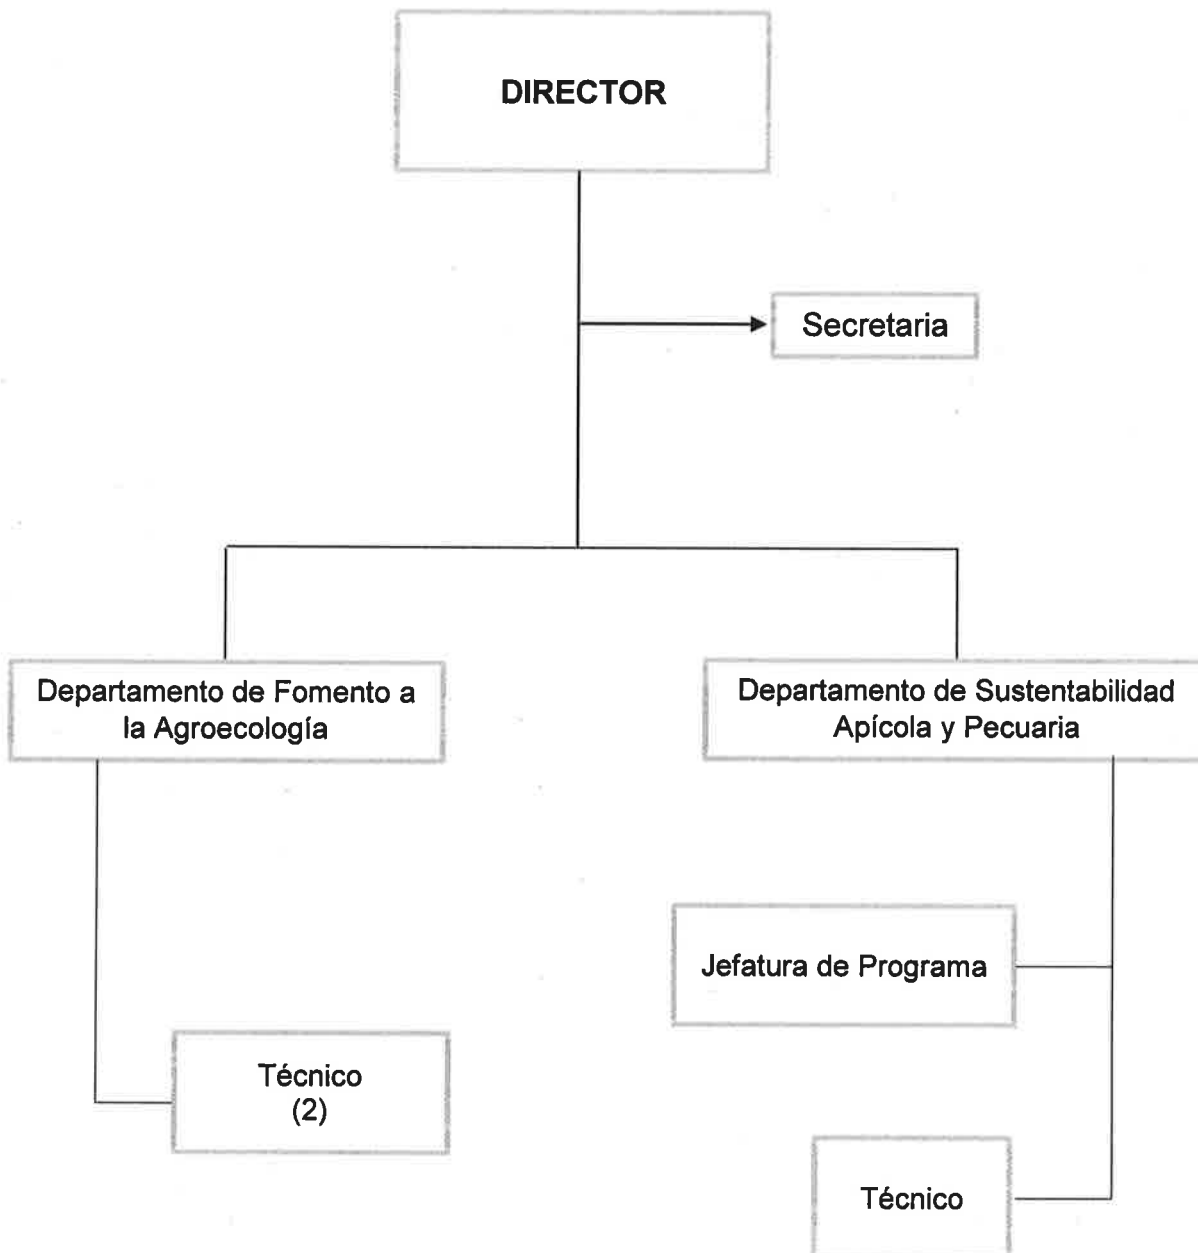 DIRECTOR
Secretaria
Departamento de Fomento a
la Agroecología
Departamento de Sustentabilidad
Apícola y Pecuaria
Jefatura de Programa
Técnico
(2)
Técnico